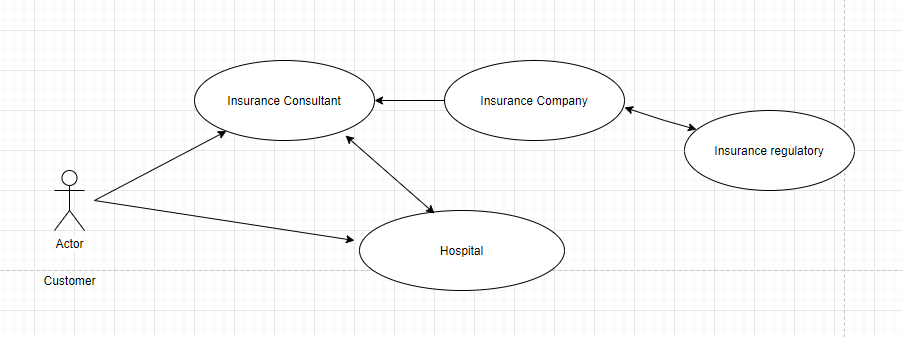 Insurance Consultant
Insurance Company
Insurance regulatory
Actor
Hospital
Customer